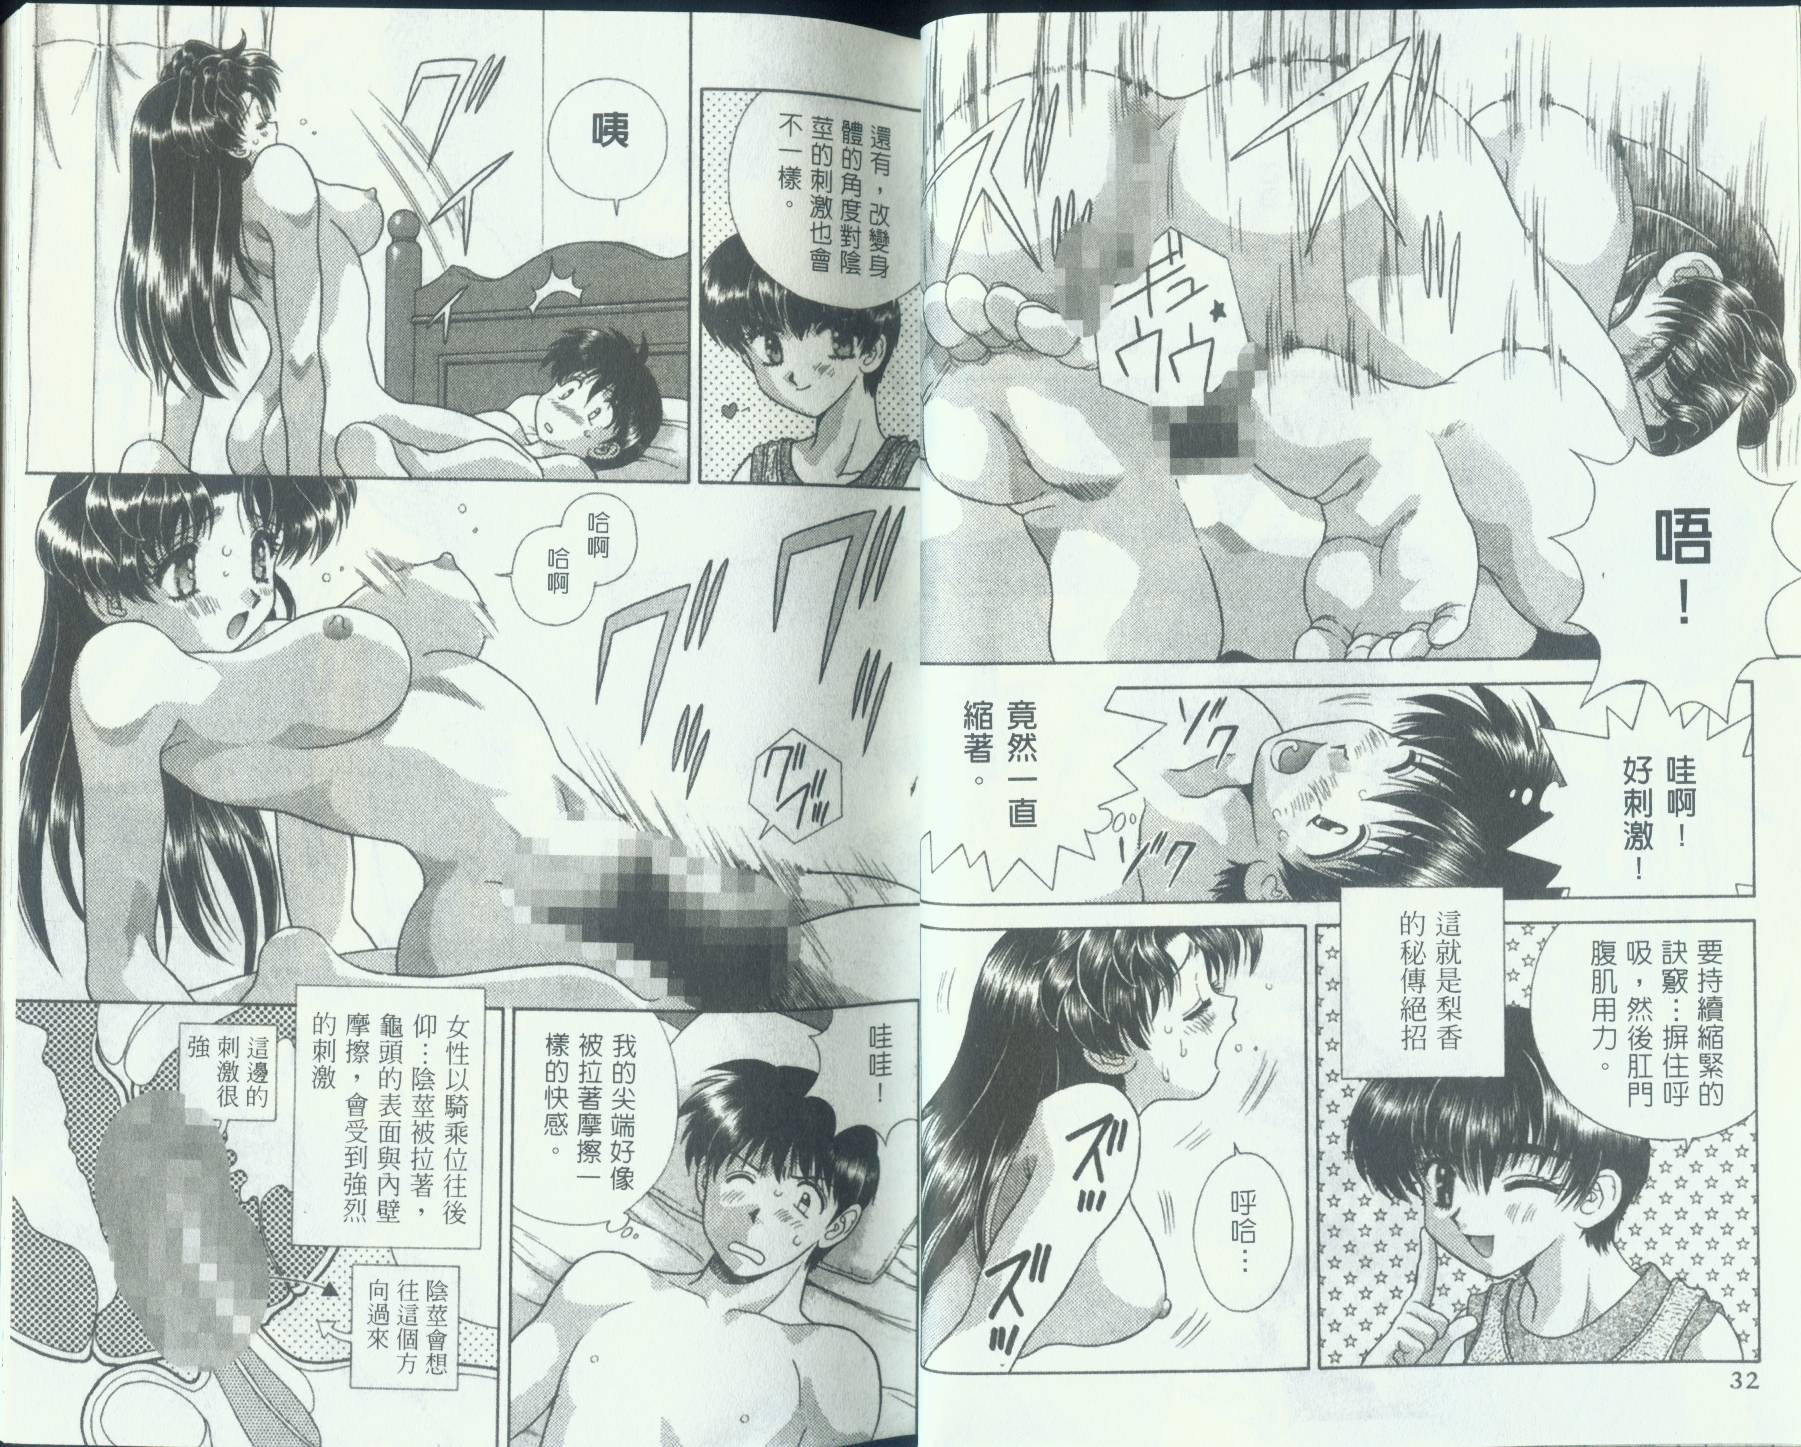 唔！
哇啊！
好刺激！
竟然一直
縮著。
要持續縮緊的
訣竅…摒住呼
吸，然後肛門
腹肌用力。
這就是梨香
的秘傳絕招
呼哈…
還有，改變身
體的角度對陰
莖的刺激也會
不一樣。
咦
哈啊
哈啊
哇哇！
我的尖端好像
被拉著摩擦一
樣的快感。
女性以騎乘位往後
仰…陰莖被拉著，
龜頭的表面與內壁
摩擦，會受到強烈
的刺激
這邊的
刺激很
強
陰莖會想
往這個方
向過來
ズ
ズ
ズ
ズ
ギュ
ウウ
ゾク
ゾク
ズ
ズ
グ
イ
グ
グ
グッグッ
32